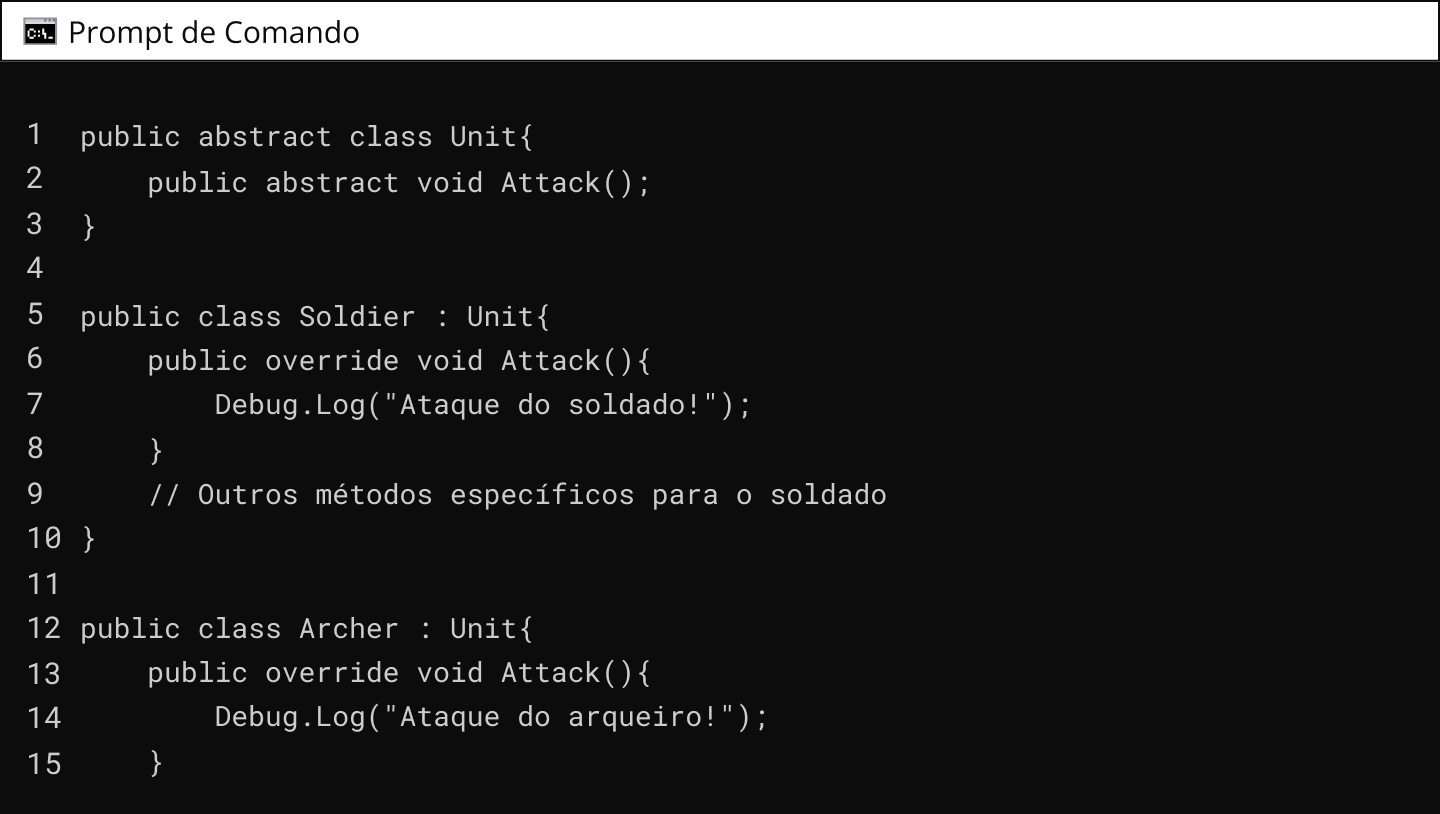 C:\.
Prompt de Comando
1 public abstract class Unit{
2     public abstract void Attack();
3 }
4
5 public class Soldier : Unit{
6     public override void Attack(){
7         Debug.Log("Ataque do soldado!");
8     }
9     // Outros métodos específicos para o soldado
10 }
11
12 public class Archer : Unit{
13     public override void Attack(){
14         Debug.Log("Ataque do arqueiro!");
15     }